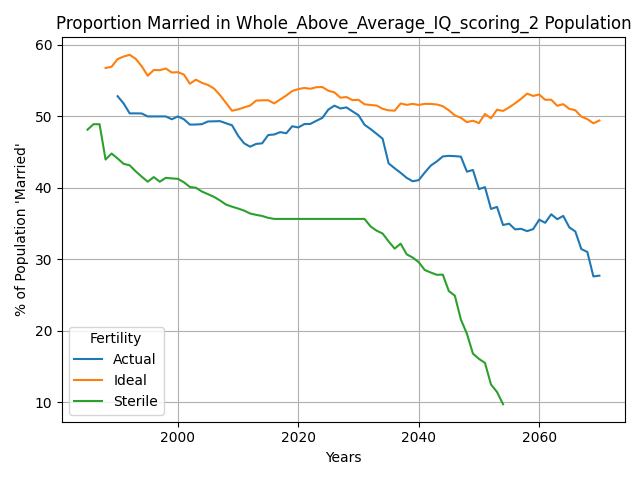 Proportion Married in Whole_Above_Average_IQ_scoring_2 Population
60
50
40
30
20
10
% of Population 'Married'
Fertility
Actual
Ideal
Sterile
2000
2020
2040
2060
Years